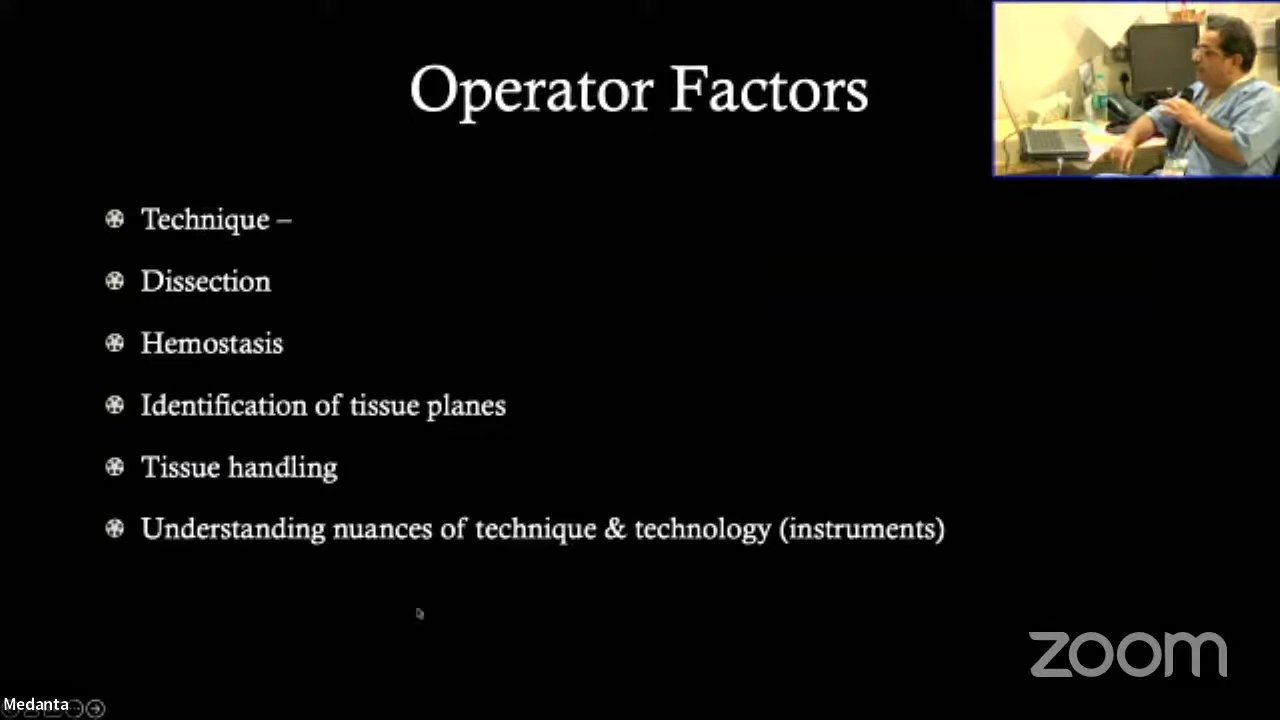 Operator Factors
Technique –
Dissection
Hemostasis
Identification of tissue planes
Tissue handling
Understanding nuances of technique & technology (instruments)
zoom
Medanta